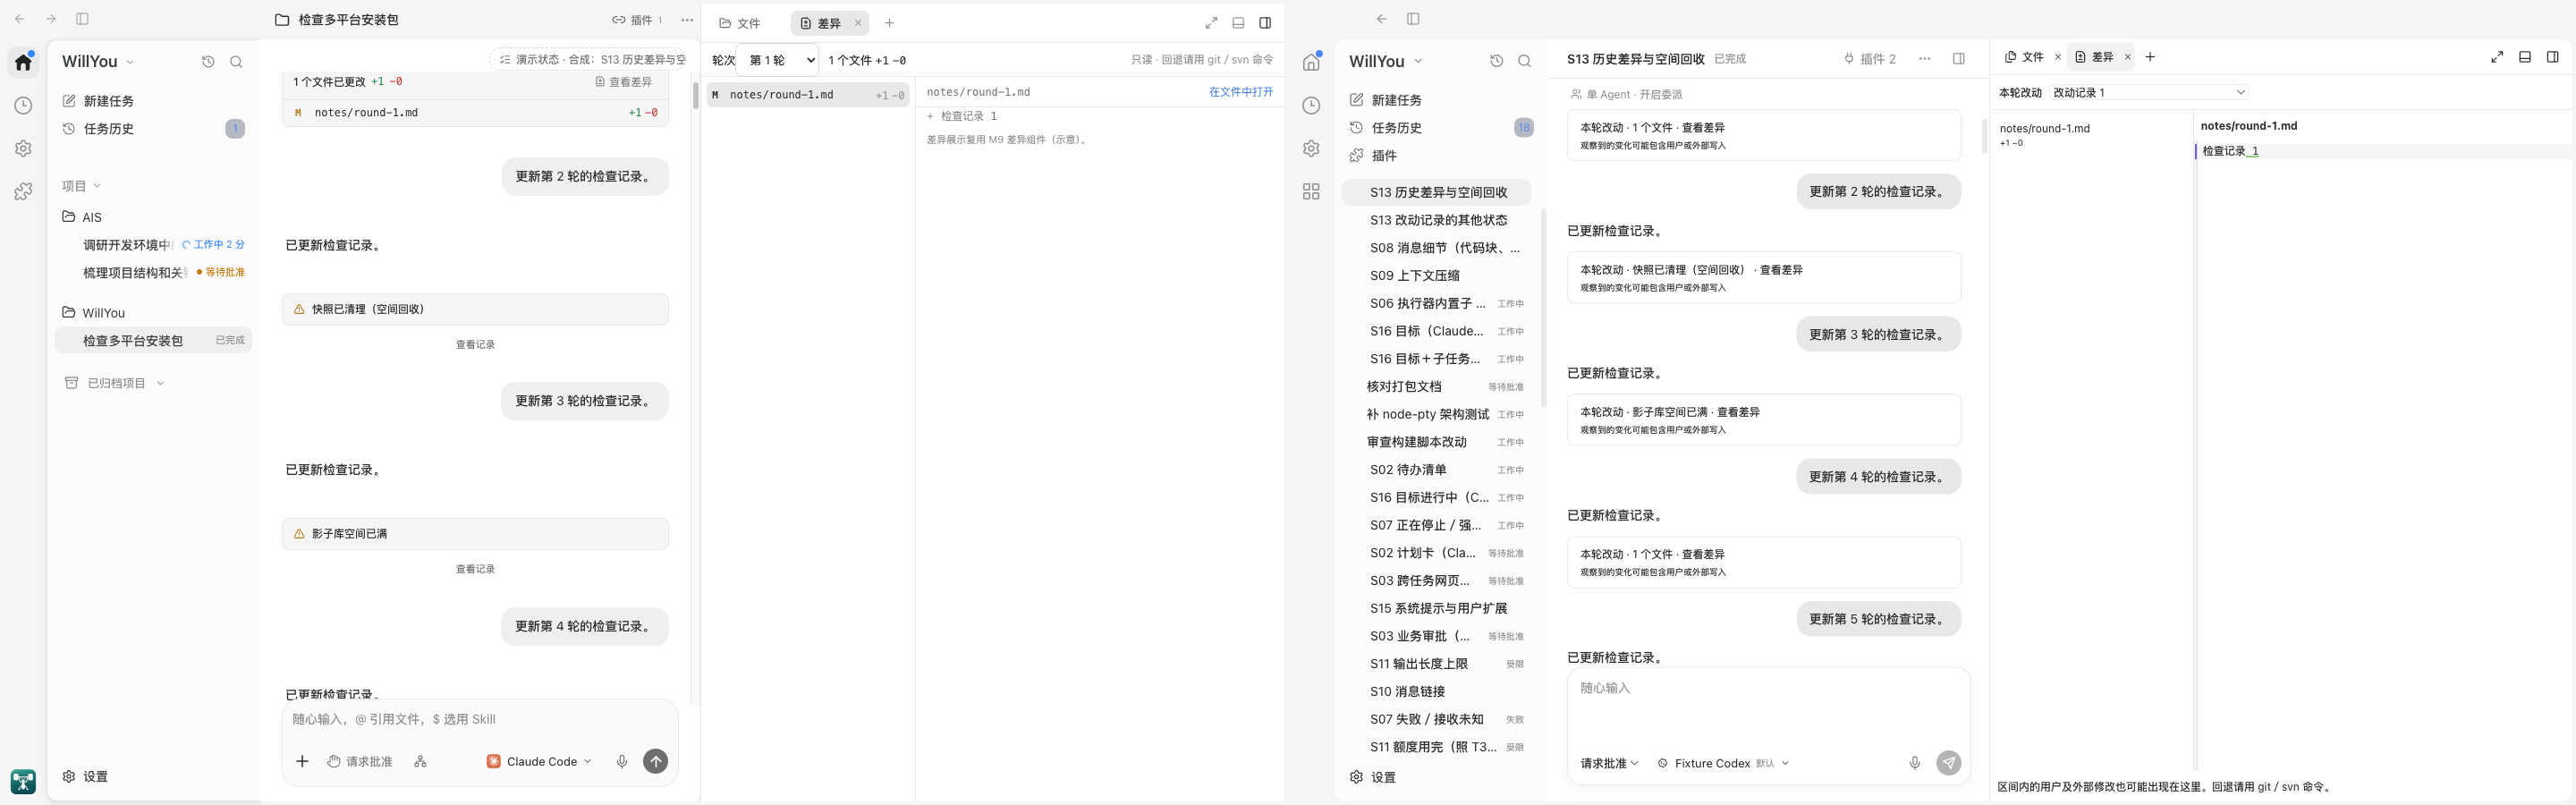 检查多平台安装包
插件 1
WillYou
新建任务
任务历史
1
项目
AIS
调研开发环境中
工作中 2 分
梳理项目结构和关
等待批准
WillYou
检查多平台安装包
已完成
已归档项目
设置
演示状态 · 合成：S13 历史差异与空
1 个文件已更改 +1 -0
查看差异
M notes/round-1.md +1 -0
更新第 2 轮的检查记录。
已更新检查记录。
快照已清理（空间回收）
查看记录
更新第 3 轮的检查记录。
已更新检查记录。
影子库空间已满
查看记录
更新第 4 轮的检查记录。
已更新检查记录。
随心输入，@ 引用文件，$ 选用 Skill
请求批准
Claude Code
文件
差异
轮次
第 1 轮
1 个文件 +1 −0
只读 · 回退请用 git / svn 命令
M notes/round-1.md +1 −0
notes/round-1.md
在文件中打开
+ 检查记录 1
差异展示复用 M9 差异组件（示意）。
WillYou
新建任务
任务历史
18
插件
S13 历史差异与空间回收
S13 改动记录的其他状态
S08 消息细节（代码块、...
S09 上下文压缩
S06 执行器内置子 ... 工作中
S16 目标（Claude... 工作中
S16 目标＋子任务... 工作中
核对打包文档 等待批准
补 node-pty 架构测试 工作中
审查构建脚本改动 工作中
S02 待办清单 工作中
S16 目标进行中（C... 工作中
S07 正在停止 / 强... 工作中
S02 计划卡（Cla... 等待批准
S03 跨任务网页... 等待批准
S15 系统提示与用户扩展
S03 业务审批（... 等待批准
S11 输出长度上限 受限
S10 消息链接
S07 失败 / 接收未知 失败
S11 额度用完（照 T3... 受限
设置
S13 历史差异与空间回收 已完成
插件 2
单 Agent · 开启委派
本轮改动 · 1 个文件 · 查看差异
观察到的变化可能包含用户或外部写入
更新第 2 轮的检查记录。
已更新检查记录。
本轮改动 · 快照已清理（空间回收） · 查看差异
观察到的变化可能包含用户或外部写入
更新第 3 轮的检查记录。
已更新检查记录。
本轮改动 · 影子库空间已满 · 查看差异
观察到的变化可能包含用户或外部写入
更新第 4 轮的检查记录。
已更新检查记录。
本轮改动 · 1 个文件 · 查看差异
观察到的变化可能包含用户或外部写入
更新第 5 轮的检查记录。
已更新检查记录。
随心输入
请求批准
Fixture Codex 默认
文件
差异
本轮改动
改动记录 1
notes/round-1.md
+1 −0
notes/round-1.md
检查记录 1
区间内的用户及外部修改也可能出现在这里。回退请用 git / svn 命令。